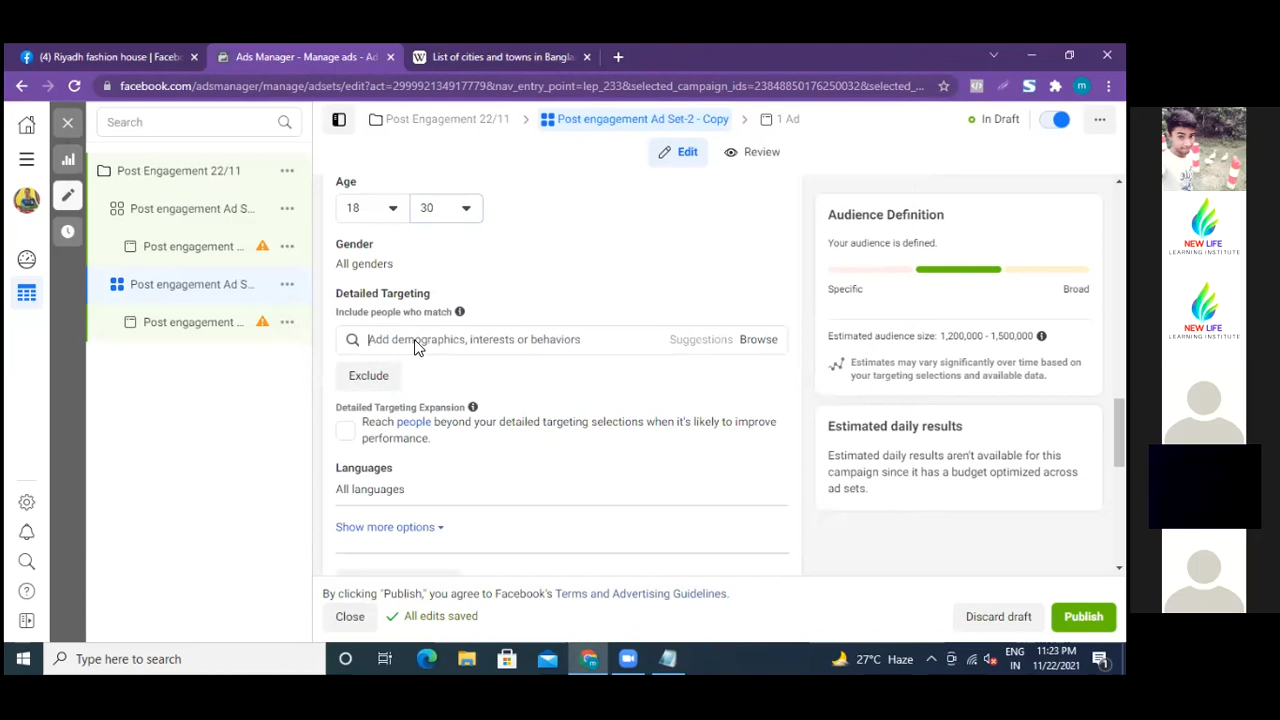 (4) Riyadh fashion house | Facebo
Ads Manager - Manage ads - Ad
List of cities and towns in Bangla
facebook.com/adsmanager/manage/adsets/edit?act=299992134917779&nav_entry_point=lep_233&selected_campaign_ids=23848850176250032&selected_...
Search
Post Engagement 22/11
Post engagement Ad Set-2 - Copy
1 Ad
In Draft
Edit
Review
Post Engagement 22/11
Post engagement Ad S...
Post engagement ...
Post engagement Ad S...
Post engagement ...
Age
18
30
Gender
All genders
Detailed Targeting
Include people who match
Add demographics, interests or behaviors
Suggestions
Browse
Exclude
Detailed Targeting Expansion
Reach people beyond your detailed targeting selections when it's likely to improve
performance.
Languages
All languages
Show more options
Audience Definition
Your audience is defined.
Specific
Broad
Estimated audience size: 1,200,000 - 1,500,000
Estimates may vary significantly over time based on
your targeting selections and available data.
Estimated daily results
Estimated daily results aren't available for this
campaign since it has a budget optimized across
ad sets.
By clicking "Publish," you agree to Facebook's Terms and Advertising Guidelines.
Close
All edits saved
Discard draft
Publish
Type here to search
27°C Haze
ENG
IN
11:23 PM
11/22/2021
1
NEW LIFE
LEARNING INSTITUTE
NEW LIFE
LEARNING INSTITUTE